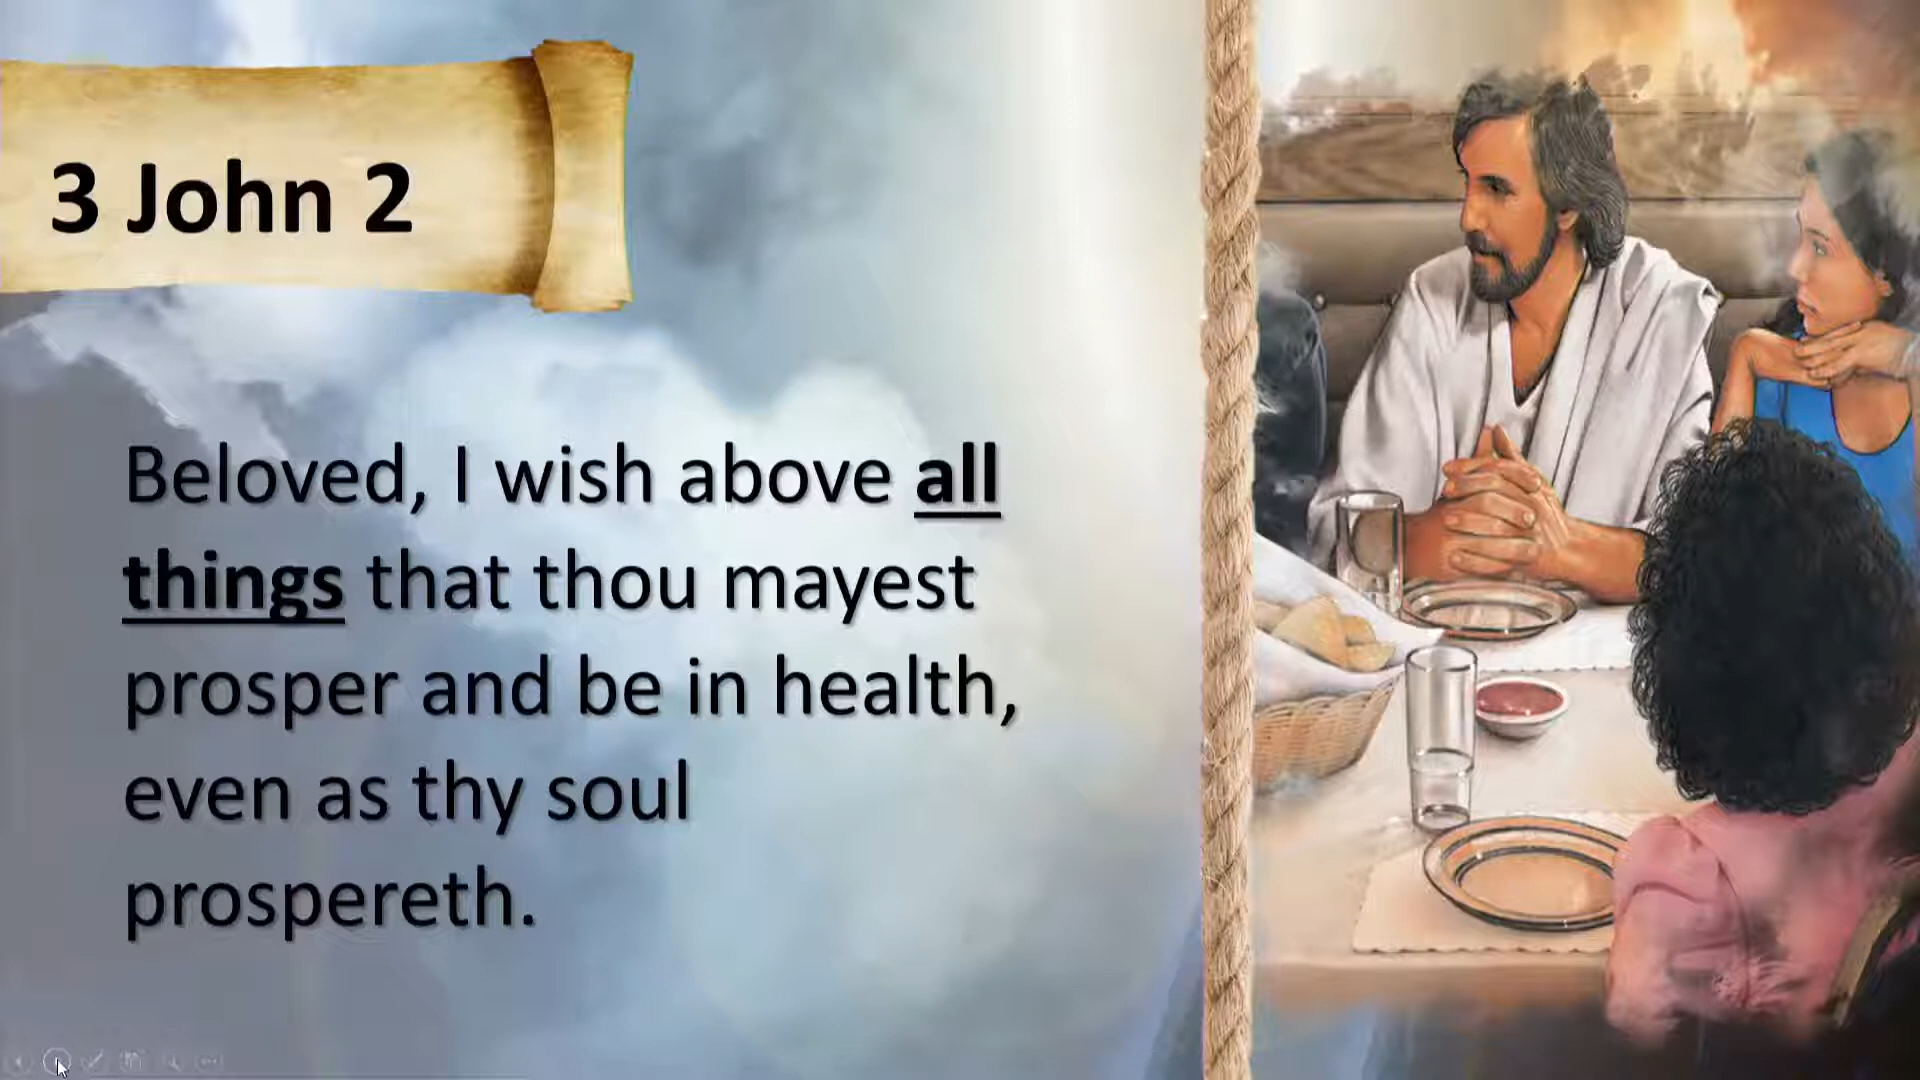 3 John 2
Beloved, I wish above all
things that thou mayest
prosper and be in health,
even as thy soul
prospereth.